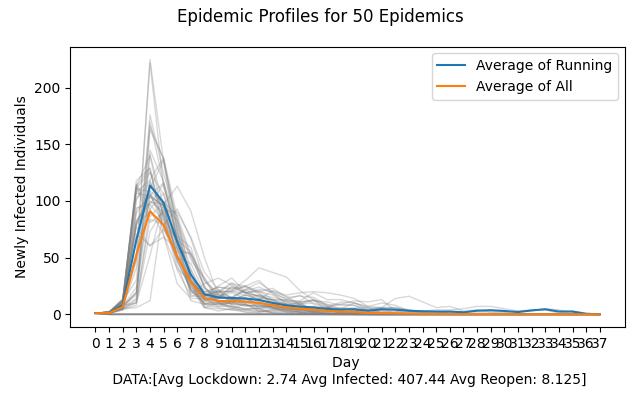 Epidemic Profiles for 50 Epidemics
Average of Running
Average of All
Newly Infected Individuals
200
150
100
50
0
0 1 2 3 4 5 6 7 8 9 10 11 12 13 14 15 16 17 18 19 20 21 22 23 24 25 26 27 28 29 30 31 32 33 34 35 36 37
Day
DATA:[Avg Lockdown: 2.74 Avg Infected: 407.44 Avg Reopen: 8.125]